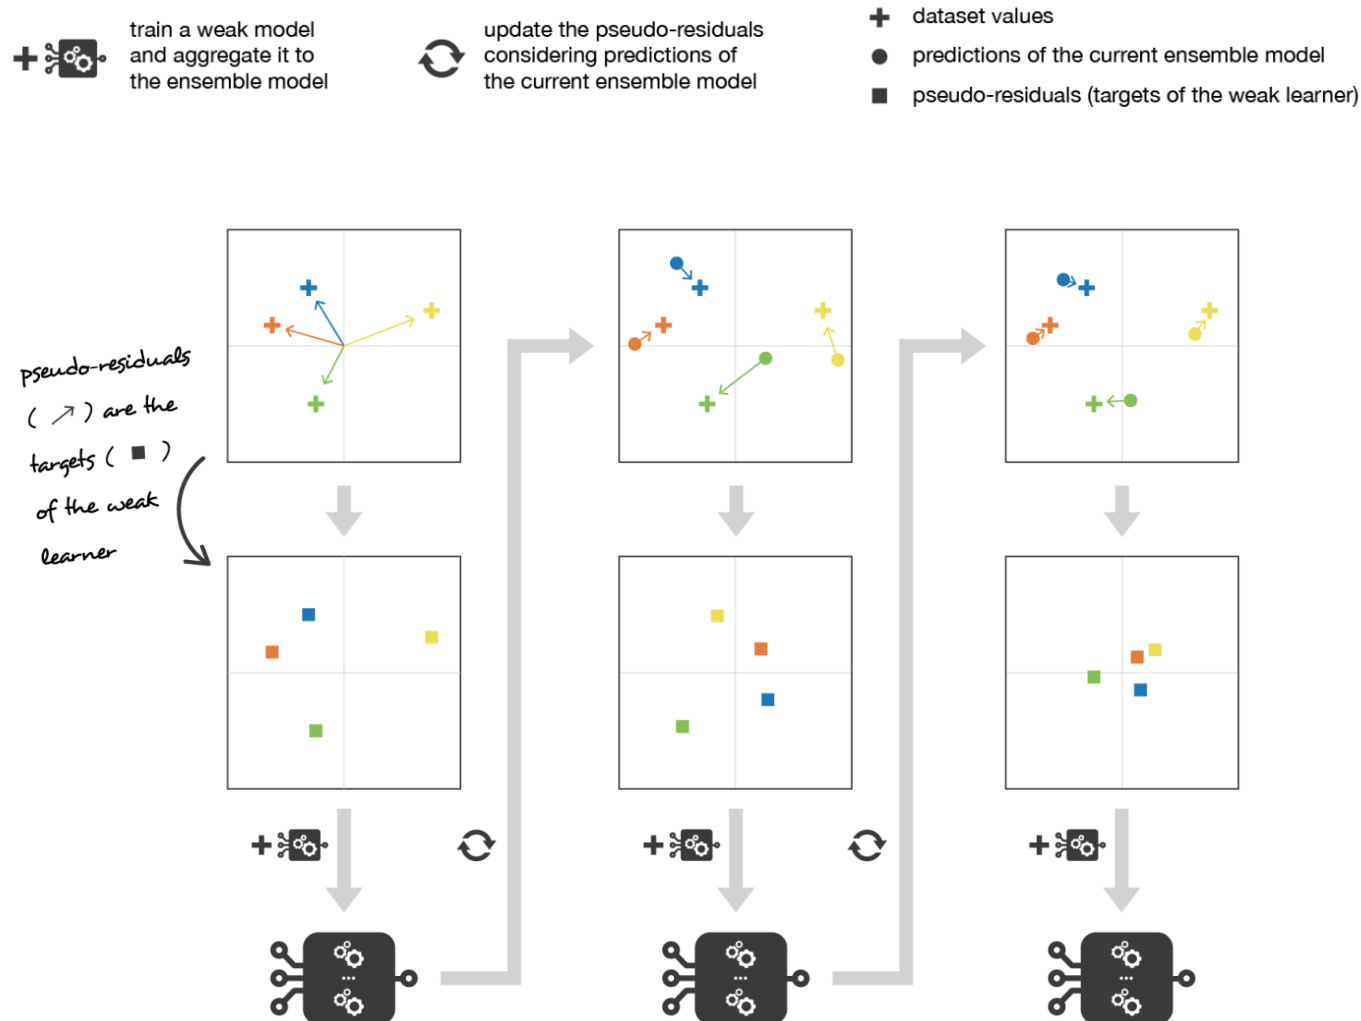 train a weak model
and aggregate it to
the ensemble model
update the pseudo-residuals
considering predictions of
the current ensemble model
dataset values
predictions of the current ensemble model
pseudo-residuals (targets of the weak learner)
pseudo-residuals
( ↗ ) are the
targets ( ■ )
of the weak
learner